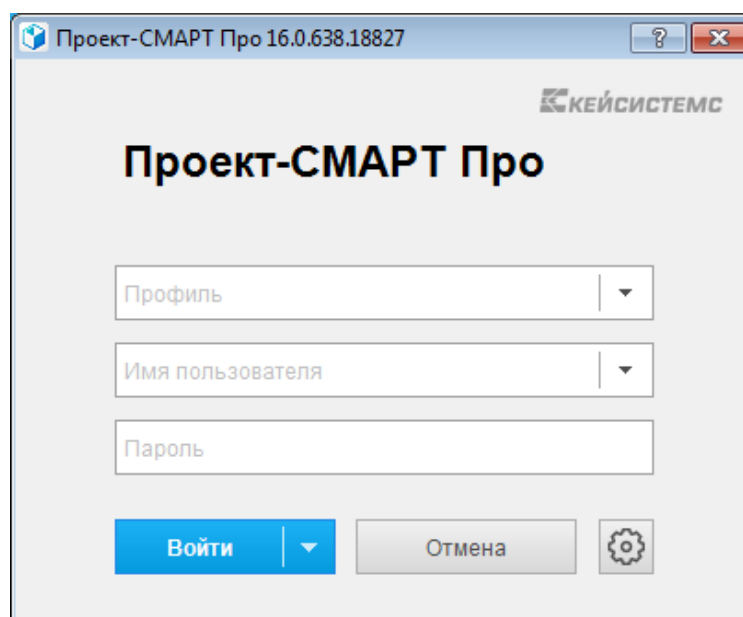 Проект-СМАРТ Про 16.0.638.18827
КЕЙСИСТЕМС
Проект-СМАРТ Про
Профиль
Имя пользователя
Пароль
Войти
Отмена